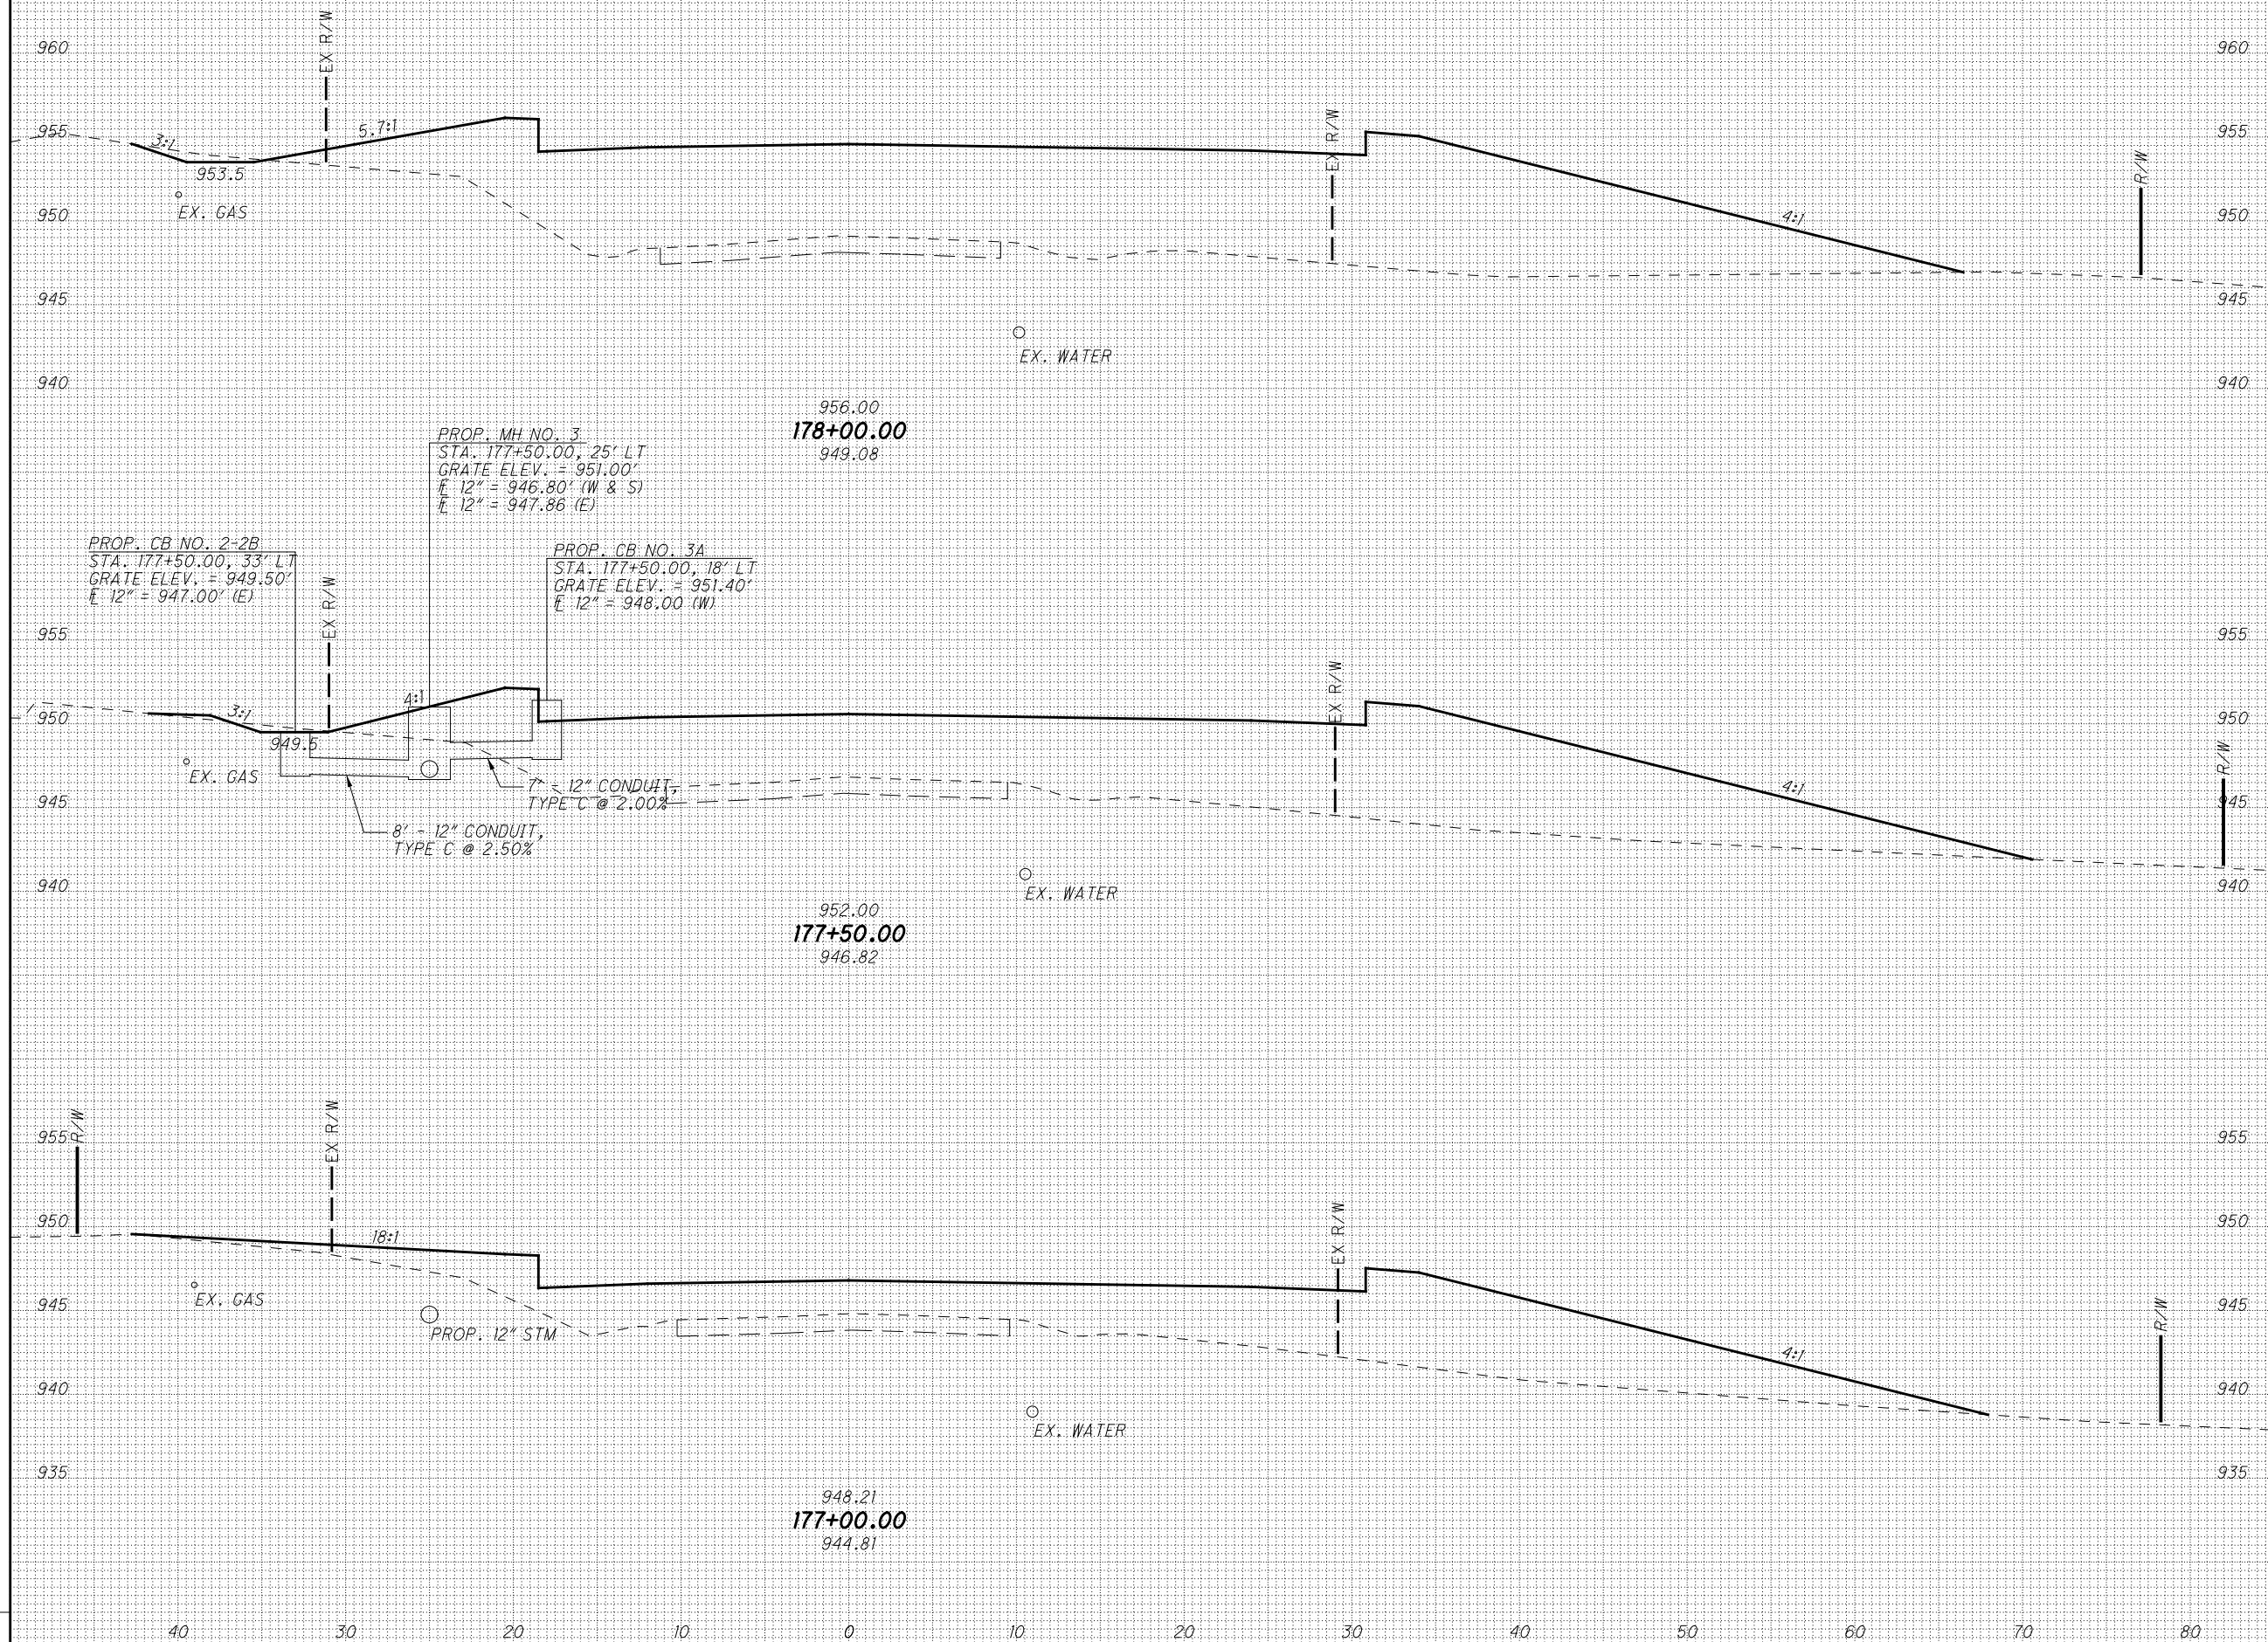 EX R/W
960
960
EX R/W
955
3:1
5.7:1
955
953.5
R/W
EX. GAS
950
4:1
950
945
945
EX. WATER
940
940
956.00
178+00.00
949.08
PROP. MH NO. 3
STA. 177+50.00, 25' LT
GRATE ELEV. = 951.00'
FL 12" = 946.80' (W & S)
FL 12" = 947.86 (E)
PROP. CB NO. 2-2B
STA. 177+50.00, 33' LT
GRATE ELEV. = 949.50'
FL 12" = 947.00' (E)
PROP. CB NO. 3A
STA. 177+50.00, 18' LT
GRATE ELEV. = 951.40'
FL 12" = 948.00 (W)
EX R/W
955
955
EX R/W
4:1
3:1
950
950
949.5
R/W
EX. GAS
7' - 12" CONDUIT,
TYPE C @ 2.00%
4:1
945
945
8' - 12" CONDUIT,
TYPE C @ 2.50%
940
EX. WATER
940
952.00
177+50.00
946.82
R/W
EX R/W
955
955
950
EX R/W
950
18:1
EX. GAS
945
945
R/W
PROP. 12" STM
4:1
940
940
EX. WATER
935
935
948.21
177+00.00
944.81
40 30 20 10 0 10 20 30 40 50 60 70 80